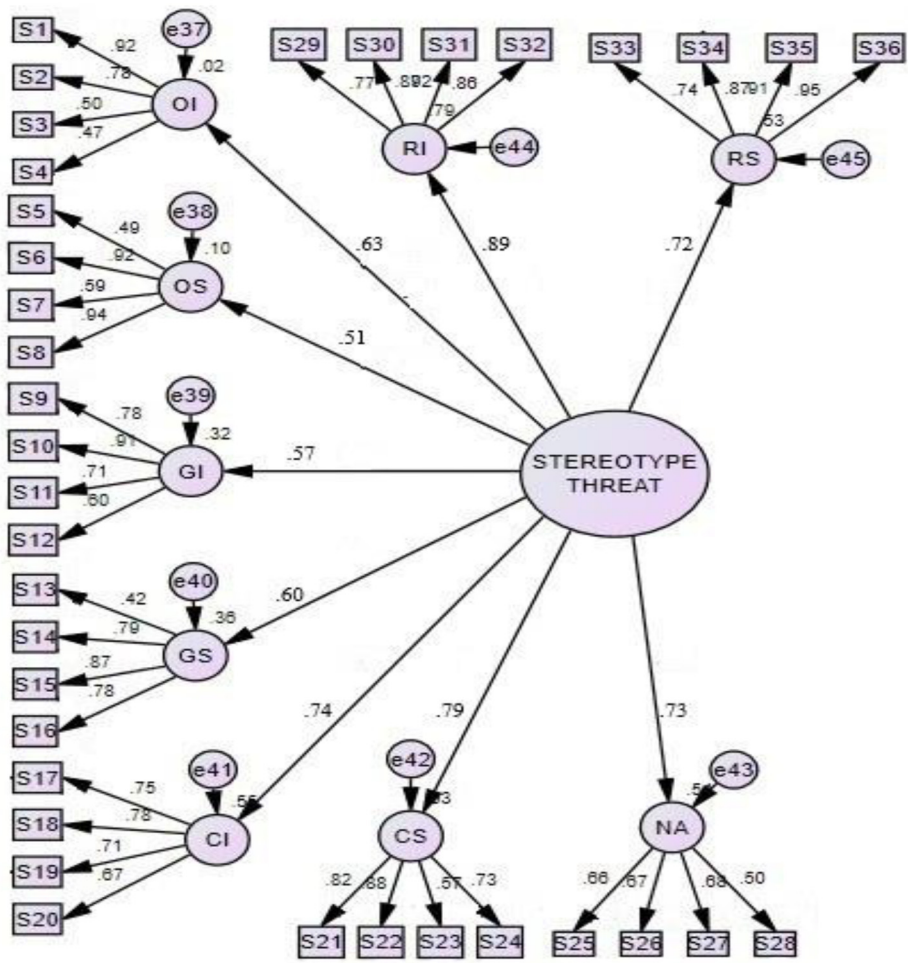 S1
S2
S3
S4
.92
.78
.50
.47
e37
.02
OI
S29
S30
S31
S32
.77
.92
.86
.79
RI
e44
S33
S34
S35
S36
.74
.87
.91
.95
.53
RS
e45
S5
S6
S7
S8
.49
.92
.59
.94
e38
.10
OS
.63
.89
.72
.51
S9
S10
S11
S12
.78
.91
.71
.60
e39
.32
GI
.57
STEREOTYPE
THREAT
S13
S14
S15
S16
.42
.79
.87
.78
e40
.36
GS
.60
.74
.79
.73
S17
S18
S19
S20
.75
.78
.71
.67
e41
CI
e42
CS
.82
.88
.57
.73
S21
S22
S23
S24
e43
NA
.66
.67
.68
.50
S25
S26
S27
S28